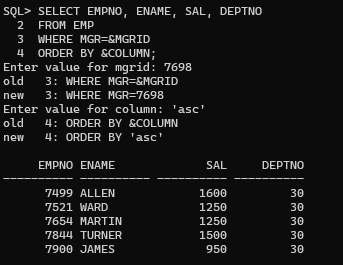 SQL> SELECT EMPNO, ENAME, SAL, DEPTNO
  2  FROM EMP
  3  WHERE MGR=&MGRID
  4  ORDER BY &COLUMN;
Enter value for mgrid: 7698
old   3: WHERE MGR=&MGRID
new   3: WHERE MGR=7698
Enter value for column: 'asc'
old   4: ORDER BY &COLUMN
new   4: ORDER BY 'asc'

     EMPNO ENAME             SAL     DEPTNO
---------- ---------- ---------- ----------
      7499 ALLEN            1600         30
      7521 WARD             1250         30
      7654 MARTIN           1250         30
      7844 TURNER           1500         30
      7900 JAMES             950         30